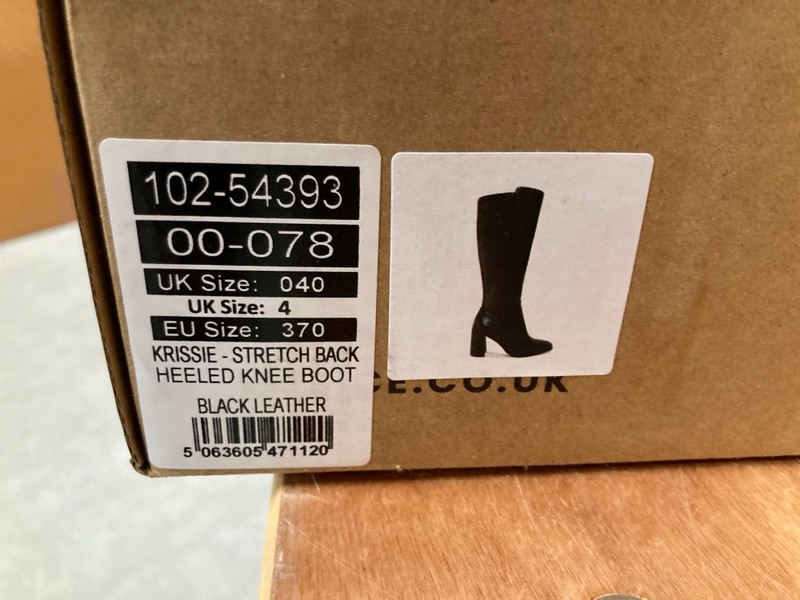 102-54393
00-078
UK Size: 040
UK Size: 4
EU Size: 370
KRISSIE - STRETCH BACK
HEELED KNEE BOOT
BLACK LEATHER
5 063605 471120
CE.CO.UK